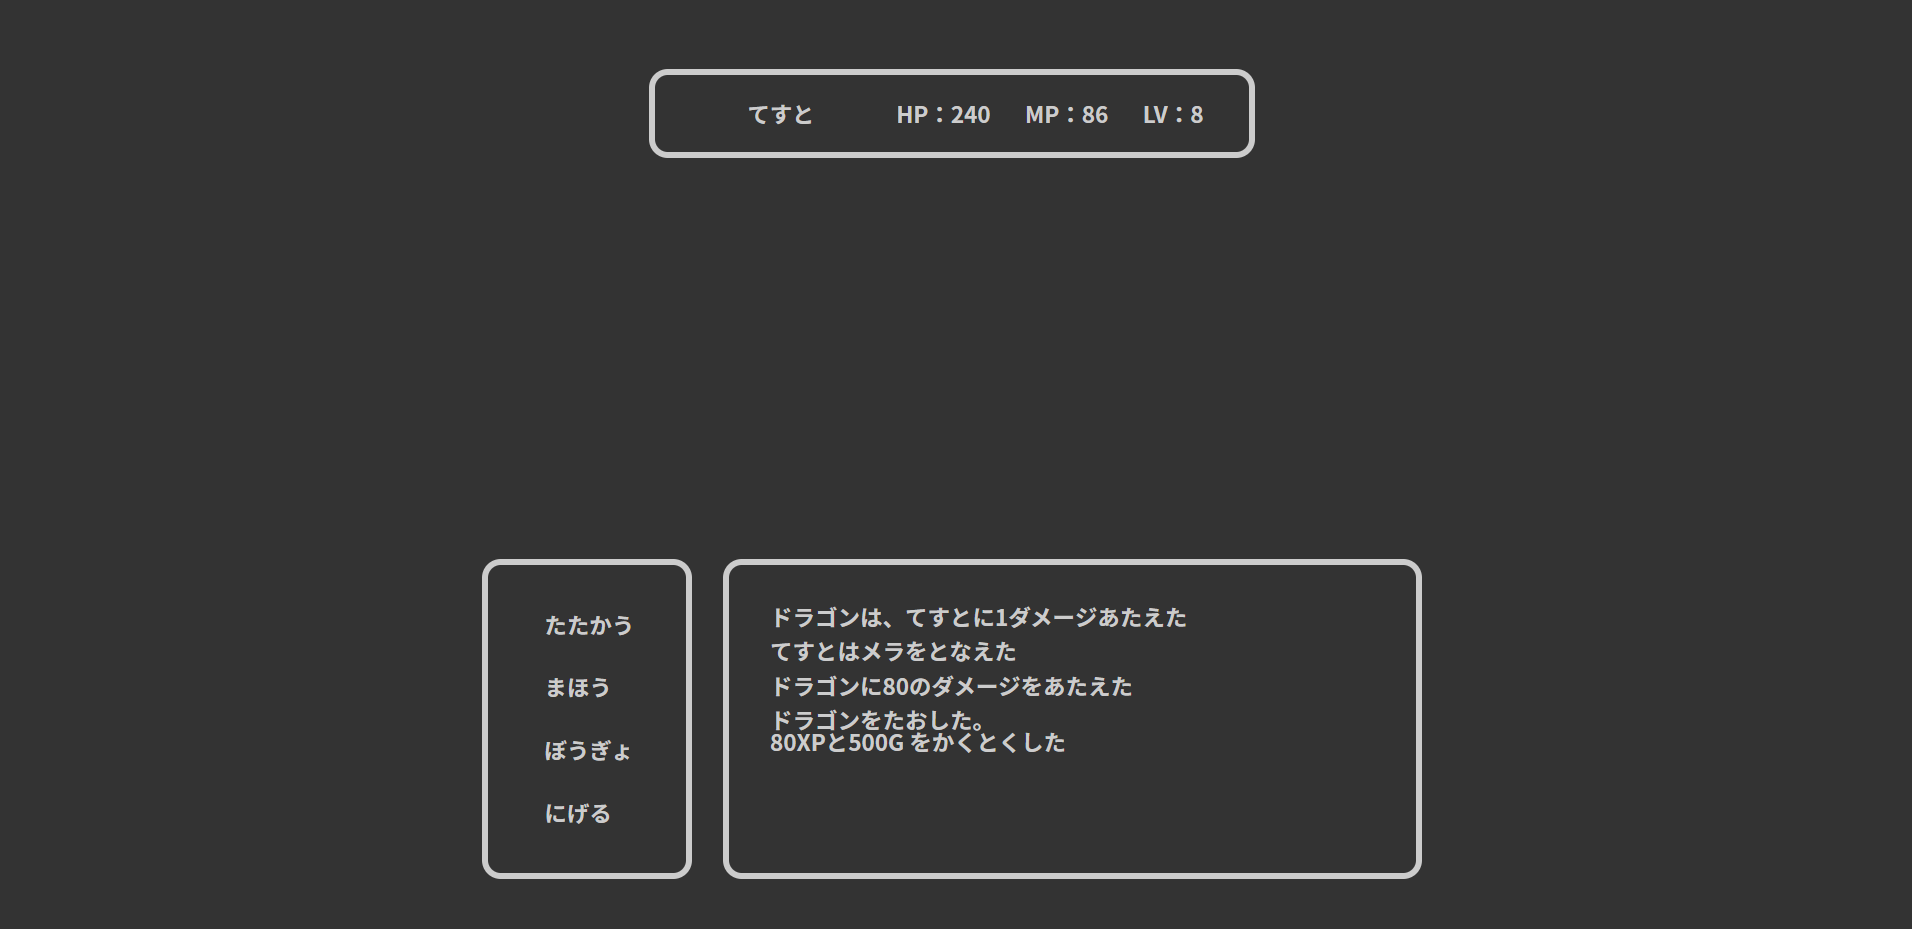 てすと HP：240 MP：86 LV：8
たたかう
まほう
ぼうぎょ
にげる
ドラゴンは、てすとに1ダメージあたえた
てすとはメラをとなえた
ドラゴンに80のダメージをあたえた
ドラゴンをたおした。
80XPと500G をかくとくした